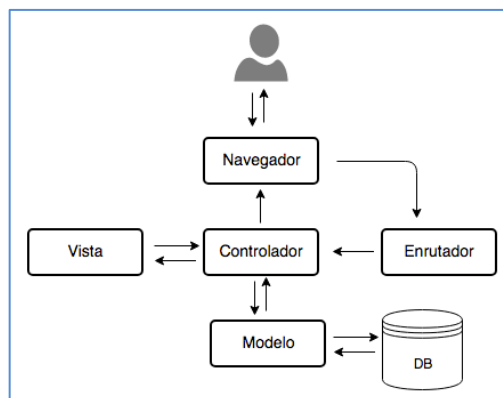 Navegador
Vista
Controlador
Enrutador
Modelo
DB